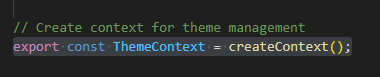 // Create context for theme management
export const ThemeContext = createContext();